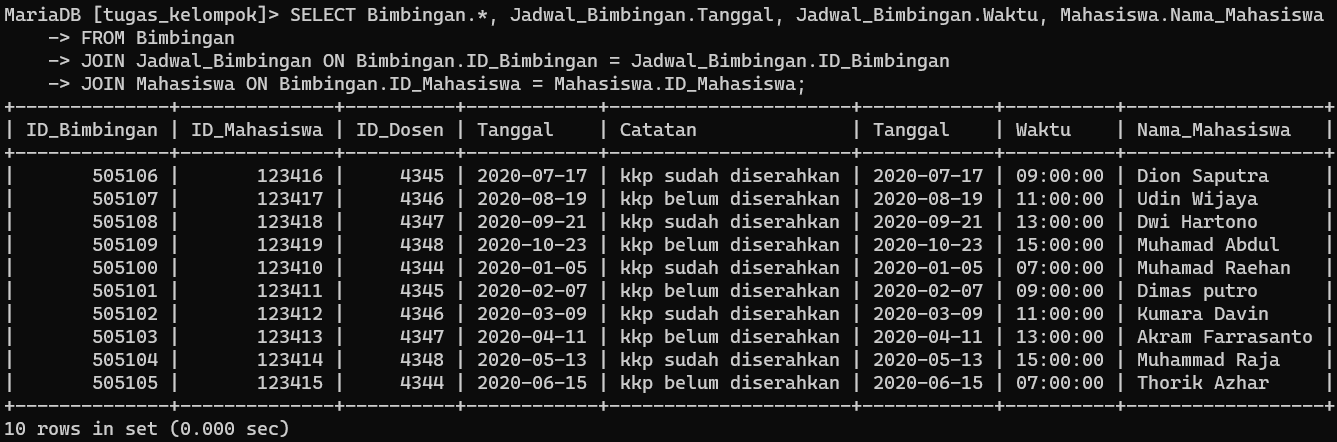 MariaDB [tugas_kelompok]> SELECT Bimbingan.*, Jadwal_Bimbingan.Tanggal, Jadwal_Bimbingan.Waktu, Mahasiswa.Nama_Mahasiswa
    -> FROM Bimbingan
    -> JOIN Jadwal_Bimbingan ON Bimbingan.ID_Bimbingan = Jadwal_Bimbingan.ID_Bimbingan
    -> JOIN Mahasiswa ON Bimbingan.ID_Mahasiswa = Mahasiswa.ID_Mahasiswa;
+--------------+--------------+----------+------------+----------------------+------------+----------+------------------+
| ID_Bimbingan | ID_Mahasiswa | ID_Dosen | Tanggal    | Catatan              | Tanggal    | Waktu    | Nama_Mahasiswa   |
+--------------+--------------+----------+------------+----------------------+------------+----------+------------------+
|       505106 |       123416 |     4345 | 2020-07-17 | kkp sudah diserahkan | 2020-07-17 | 09:00:00 | Dion Saputra     |
|       505107 |       123417 |     4346 | 2020-08-19 | kkp belum diserahkan | 2020-08-19 | 11:00:00 | Udin Wijaya      |
|       505108 |       123418 |     4347 | 2020-09-21 | kkp sudah diserahkan | 2020-09-21 | 13:00:00 | Dwi Hartono      |
|       505109 |       123419 |     4348 | 2020-10-23 | kkp belum diserahkan | 2020-10-23 | 15:00:00 | Muhamad Abdul    |
|       505100 |       123410 |     4344 | 2020-01-05 | kkp sudah diserahkan | 2020-01-05 | 07:00:00 | Muhamad Raehan   |
|       505101 |       123411 |     4345 | 2020-02-07 | kkp belum diserahkan | 2020-02-07 | 09:00:00 | Dimas putro      |
|       505102 |       123412 |     4346 | 2020-03-09 | kkp sudah diserahkan | 2020-03-09 | 11:00:00 | Kumara Davin     |
|       505103 |       123413 |     4347 | 2020-04-11 | kkp belum diserahkan | 2020-04-11 | 13:00:00 | Akram Farrasanto |
|       505104 |       123414 |     4348 | 2020-05-13 | kkp sudah diserahkan | 2020-05-13 | 15:00:00 | Muhammad Raja    |
|       505105 |       123415 |     4344 | 2020-06-15 | kkp belum diserahkan | 2020-06-15 | 07:00:00 | Thorik Azhar     |
+--------------+--------------+----------+------------+----------------------+------------+----------+------------------+
10 rows in set (0.000 sec)